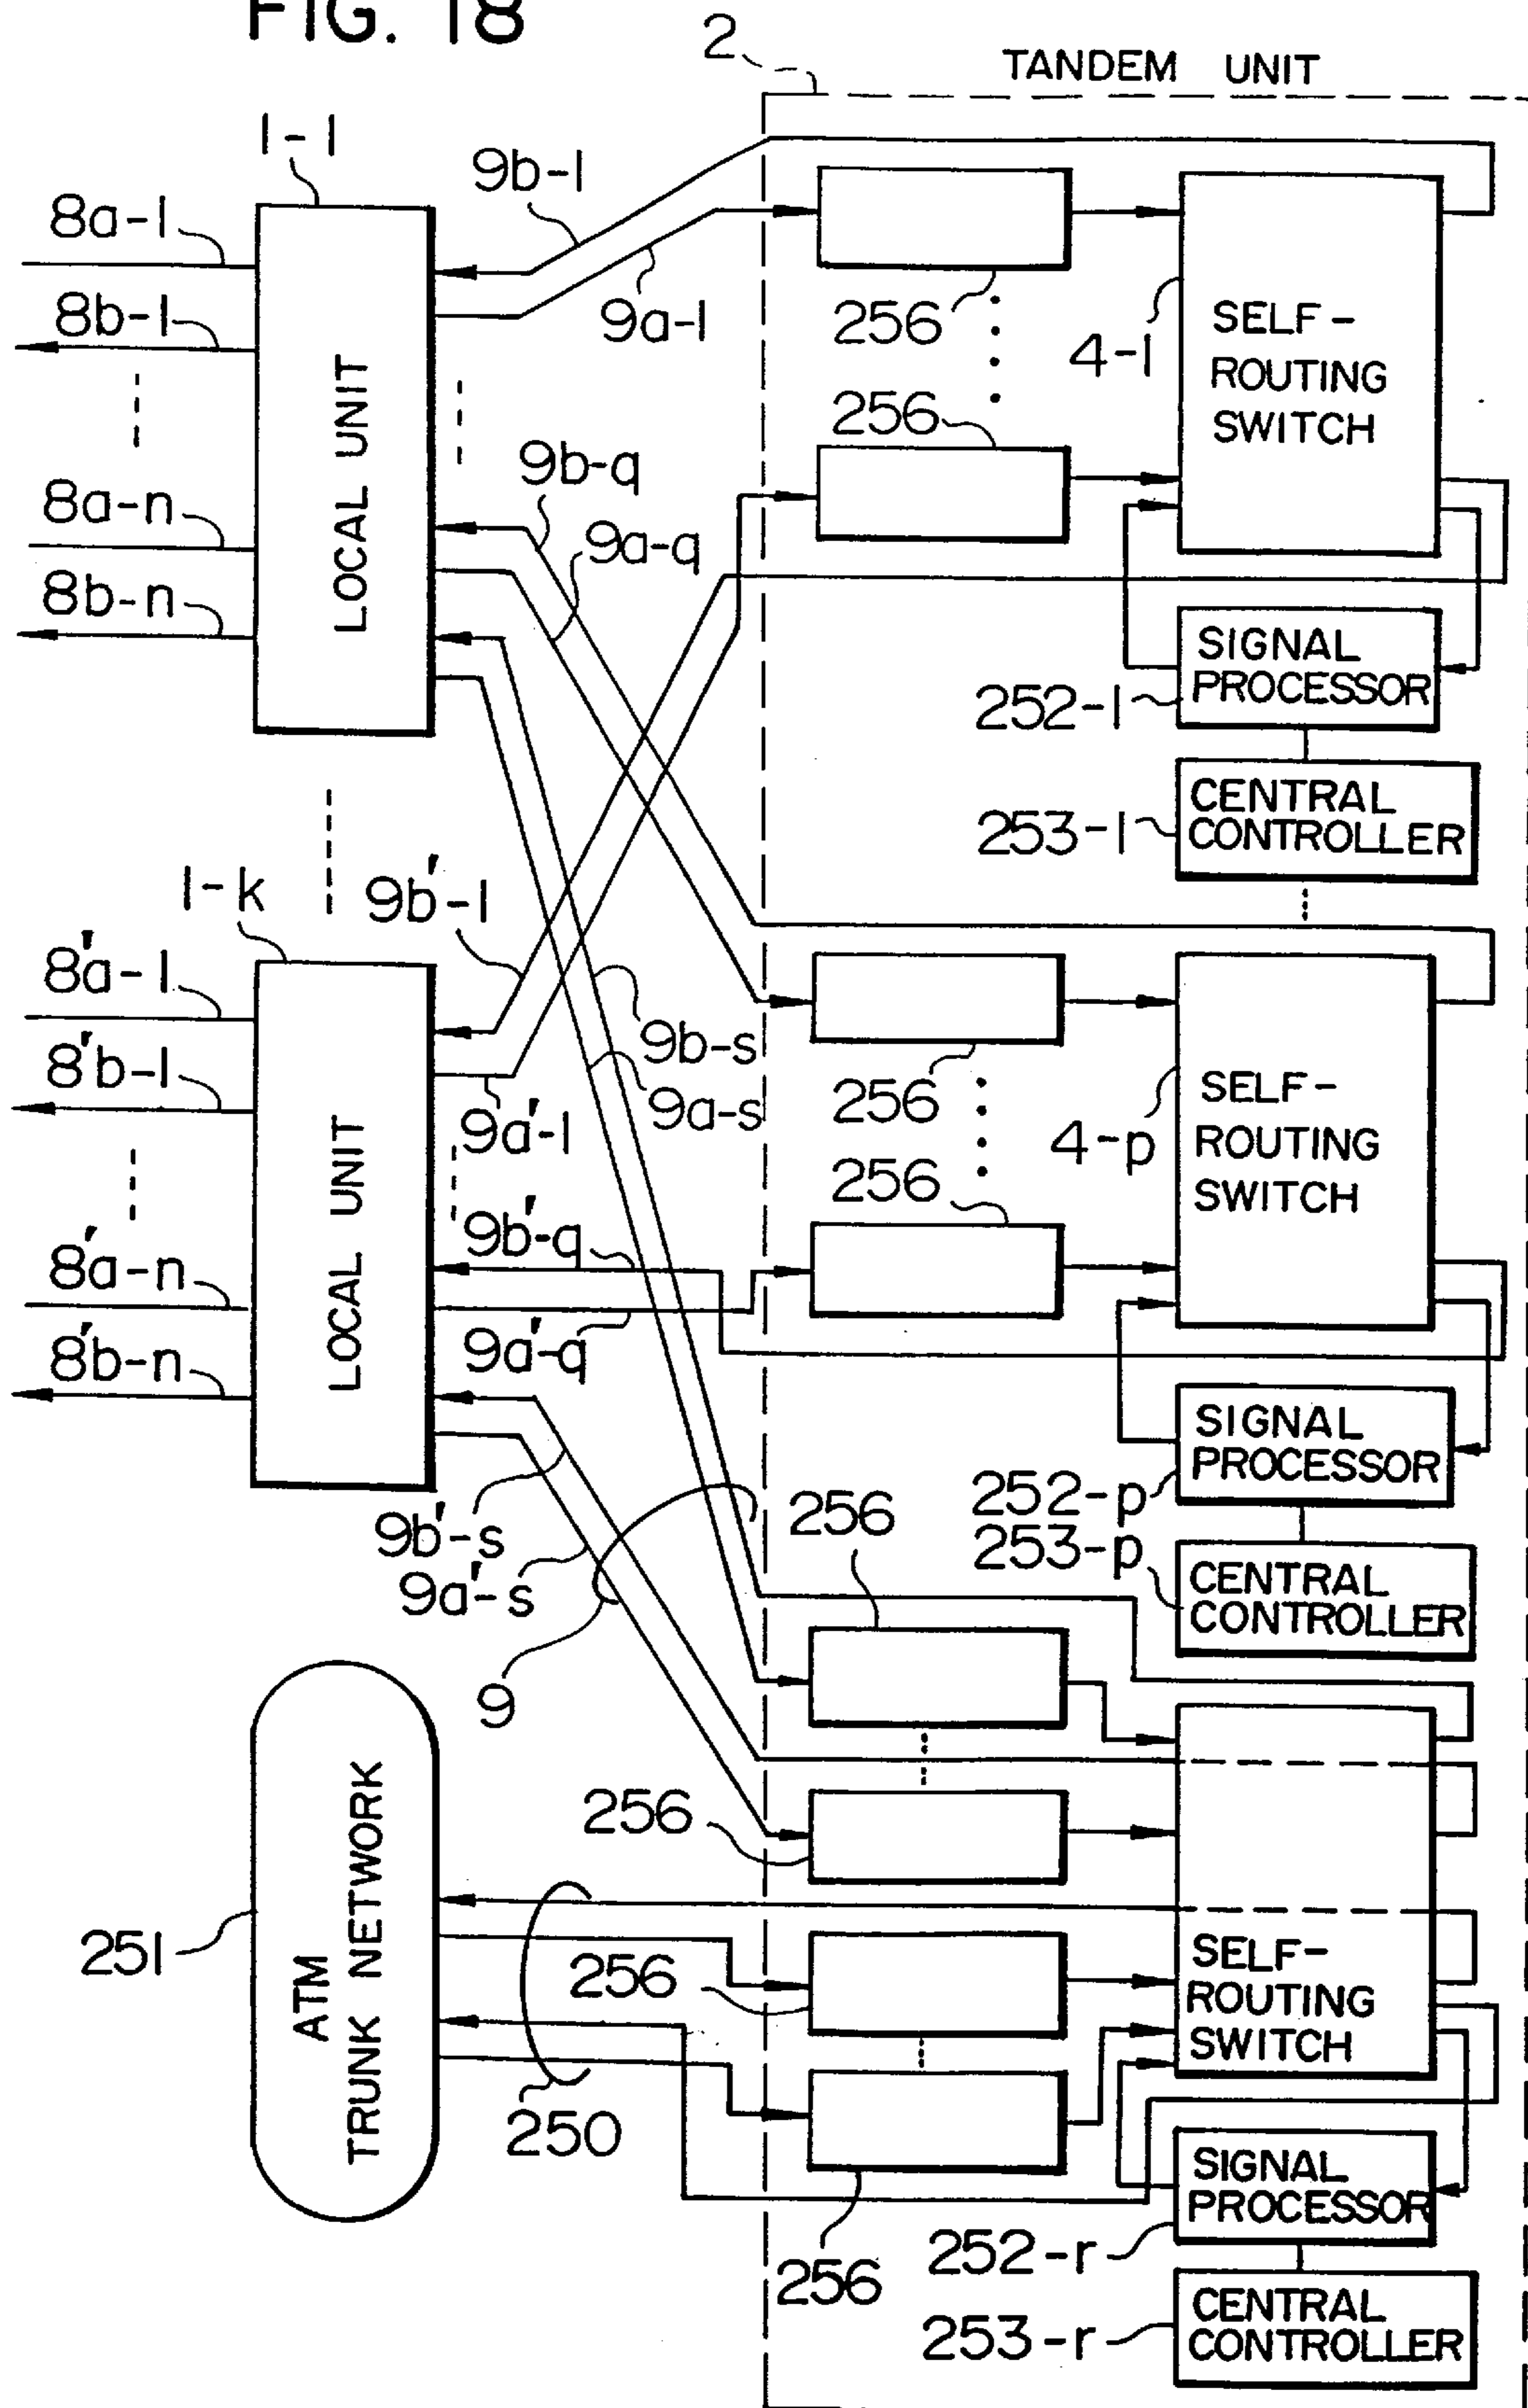 FIG. 18
2
TANDEM UNIT
1-1
8a-1
8b-1
8a-n
8b-n
LOCAL UNIT
9b-1
9a-1
9b-q
9a-q
256
256
4-1
SELF-
ROUTING
SWITCH
252-1
SIGNAL
PROCESSOR
253-1
CENTRAL
CONTROLLER
1-k
8'a-1
8'b-1
8'a-n
8'b-n
LOCAL UNIT
9b'-1
9a'-1
9b-s
9a-s
9b'-q
9a'-q
9b'-s
9a'-s
9
256
256
4-p
SELF-
ROUTING
SWITCH
252-p
SIGNAL
PROCESSOR
253-p
CENTRAL
CONTROLLER
256
256
256
256
251
ATM
TRUNK NETWORK
250
SELF-
ROUTING
SWITCH
252-r
SIGNAL
PROCESSOR
253-r
CENTRAL
CONTROLLER